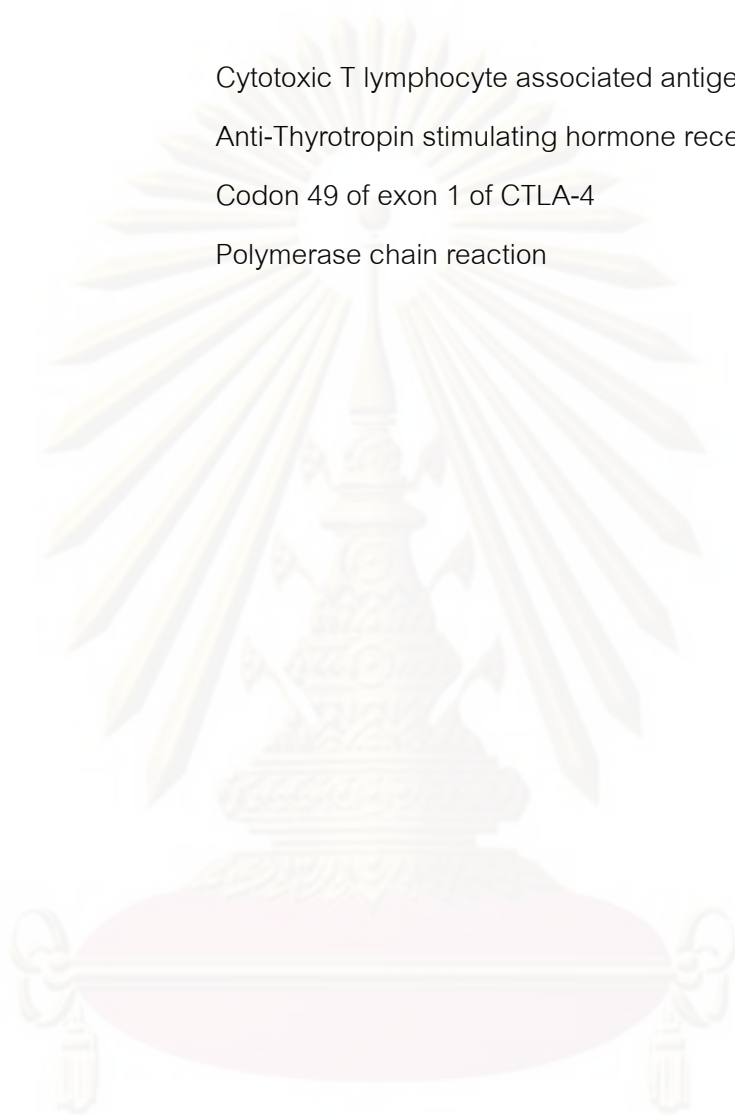 Cytotoxic T lymphocyte associated antige
Anti-Thyrotropin stimulating hormone rece
Codon 49 of exon 1 of CTLA-4
Polymerase chain reaction